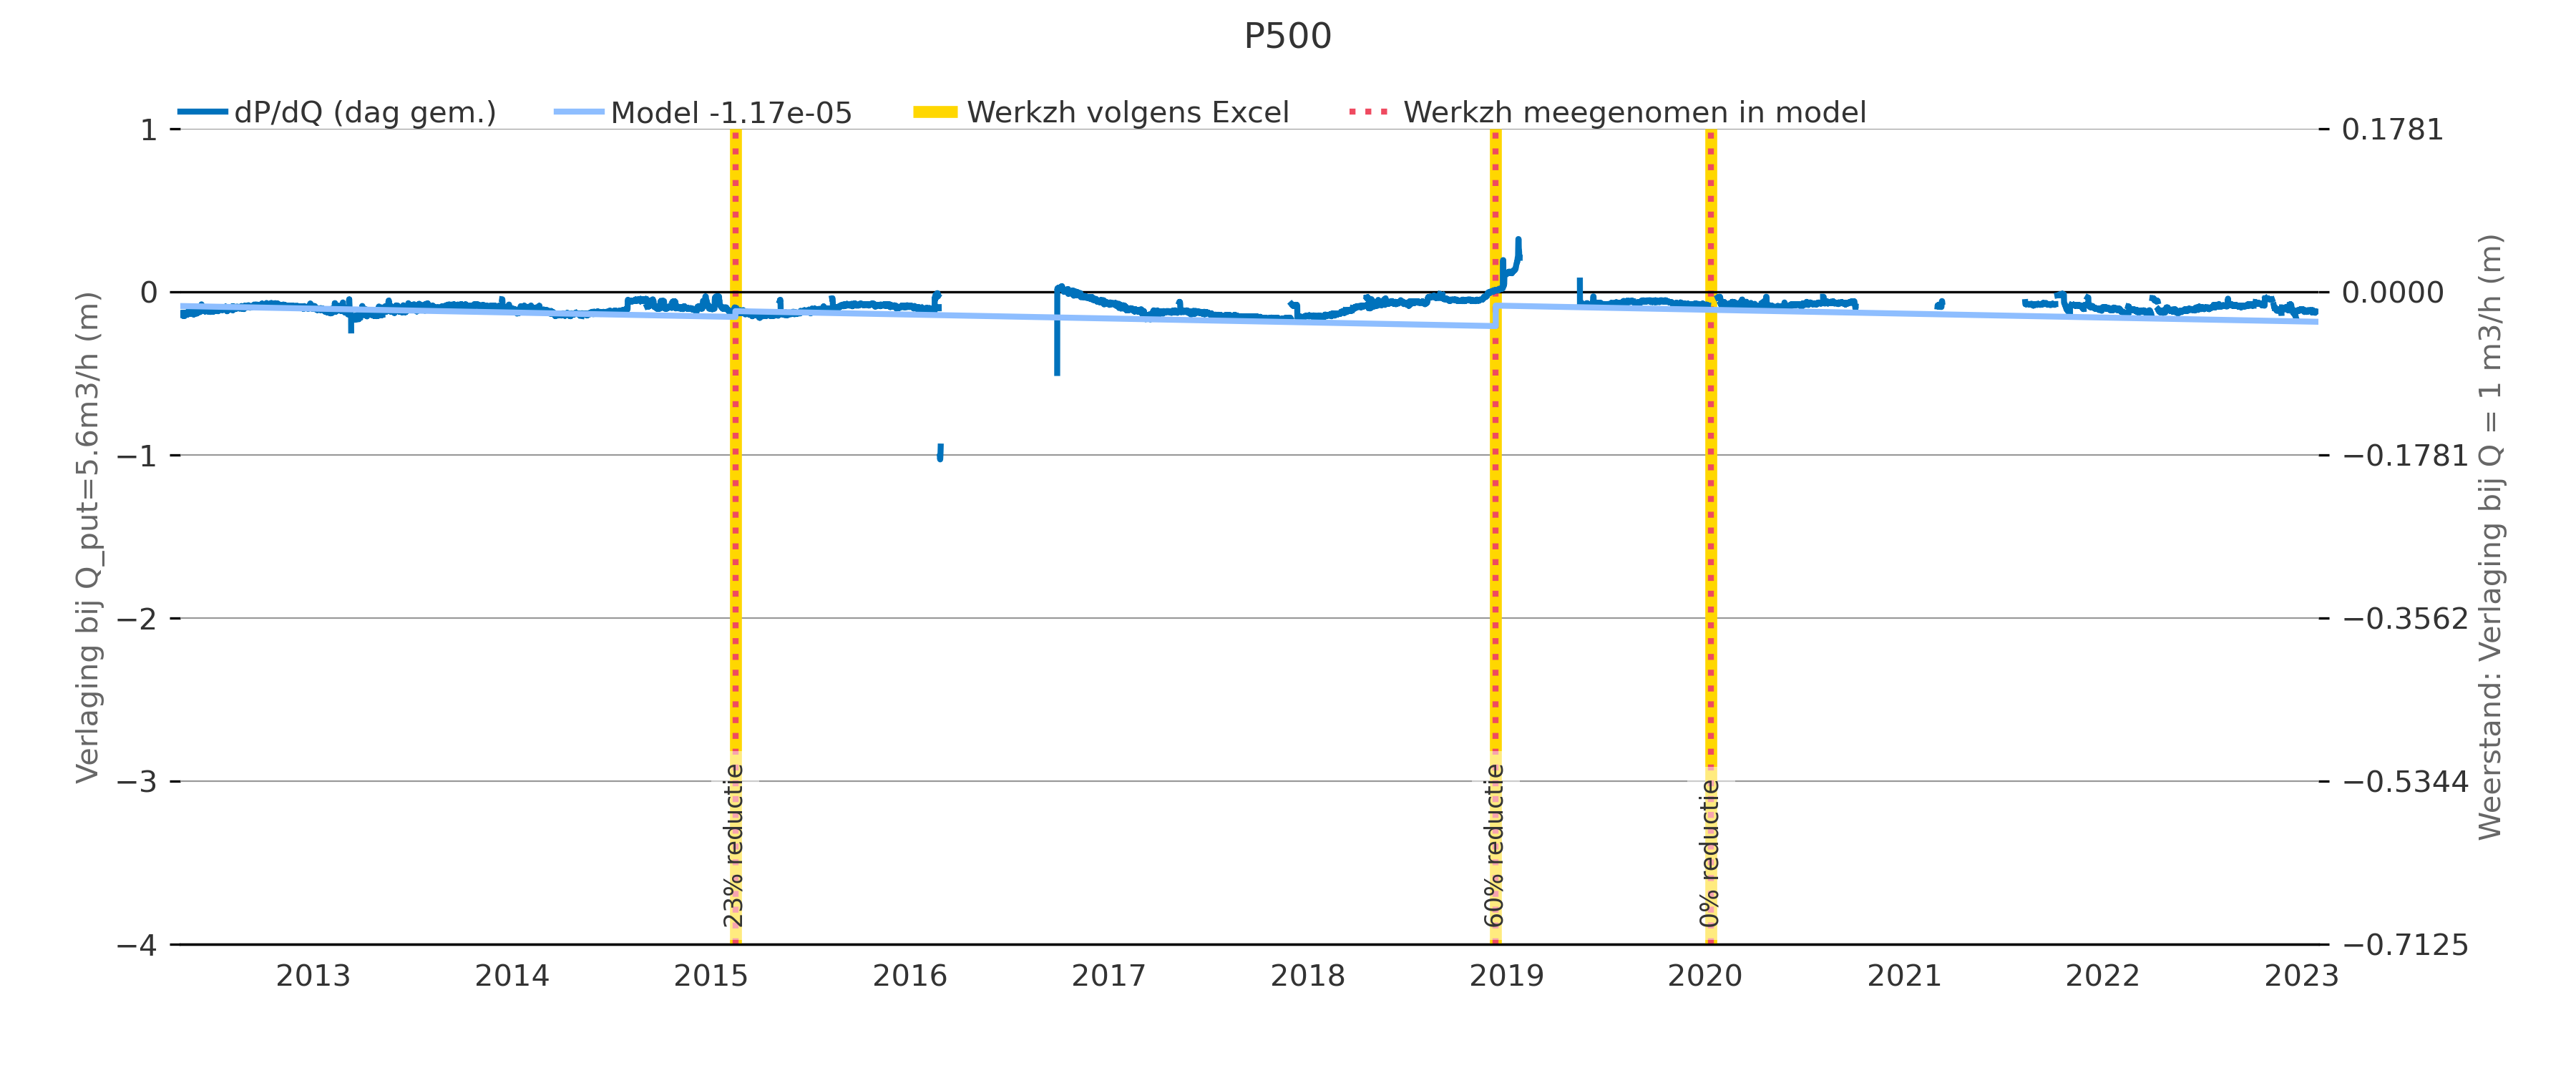 P500
dP/dQ (dag gem.) Model -1.17e-05 Werkzh volgens Excel Werkzh meegenomen in model
Verlaging bij Q_put=5.6m3/h (m)
1
0
−1
−2
−3
−4
0.1781
0.0000
−0.1781
−0.3562
−0.5344
−0.7125
Weerstand: Verlaging bij Q = 1 m3/h (m)
23% reductie
60% reductie
0% reductie
2013 2014 2015 2016 2017 2018 2019 2020 2021 2022 2023